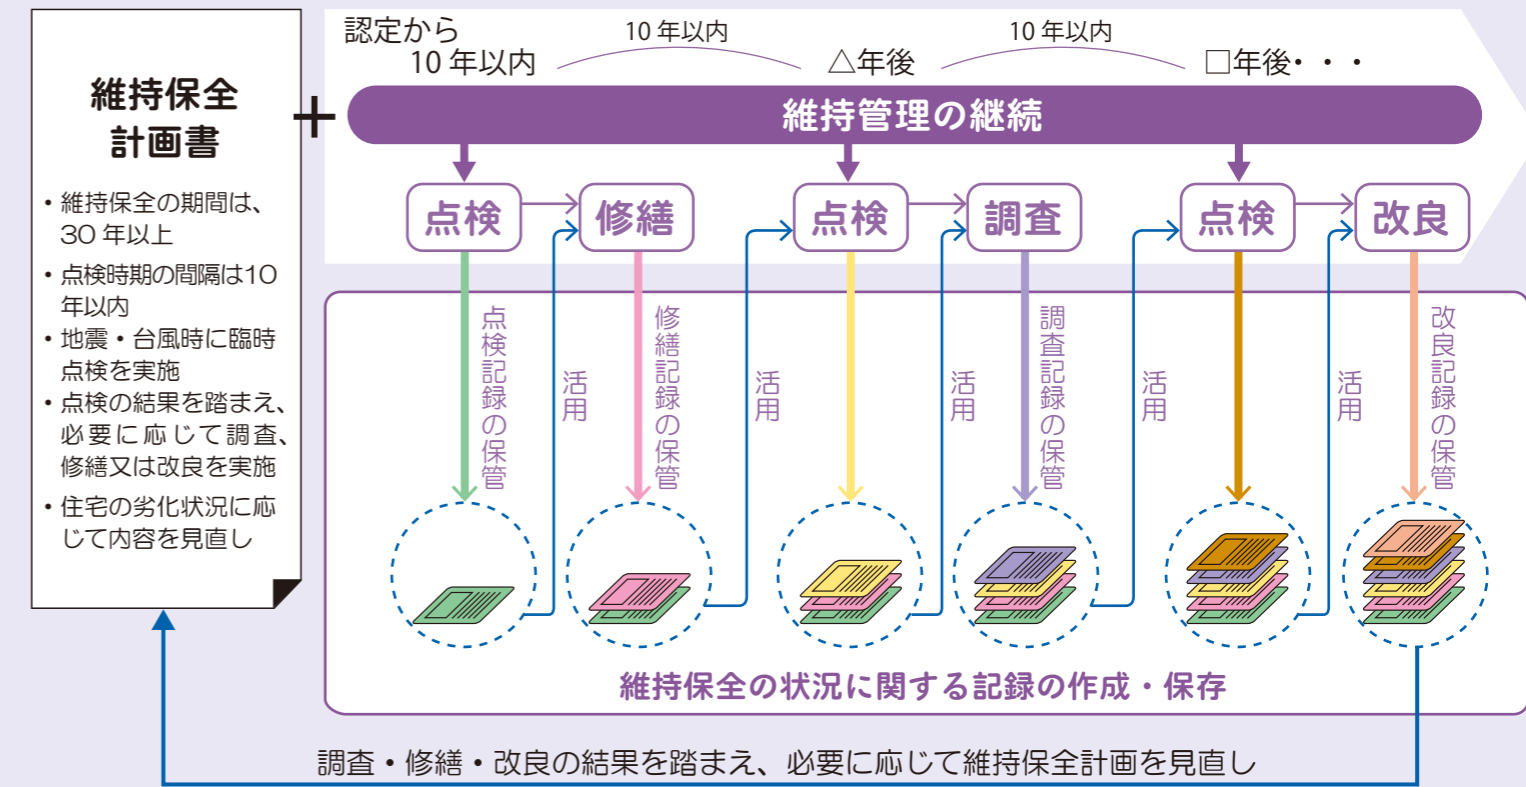 維持保全
計画書
・維持保全の期間は、
30年以上
・点検時期の間隔は10
年以内
・地震・台風時に臨時
点検を実施
・点検の結果を踏まえ、
必要に応じて調査、
修繕又は改良を実施
・住宅の劣化状況に応
じて内容を見直し
+
認定から
10年以内
10年以内
△年後
10年以内
□年後・・・
維持管理の継続
点検
修繕
点検
調査
点検
改良
点検記録の保管
活用
修繕記録の保管
活用
活用
調査記録の保管
活用
活用
改良記録の保管
維持保全の状況に関する記録の作成・保存
調査・修繕・改良の結果を踏まえ、必要に応じて維持保全計画を見直し